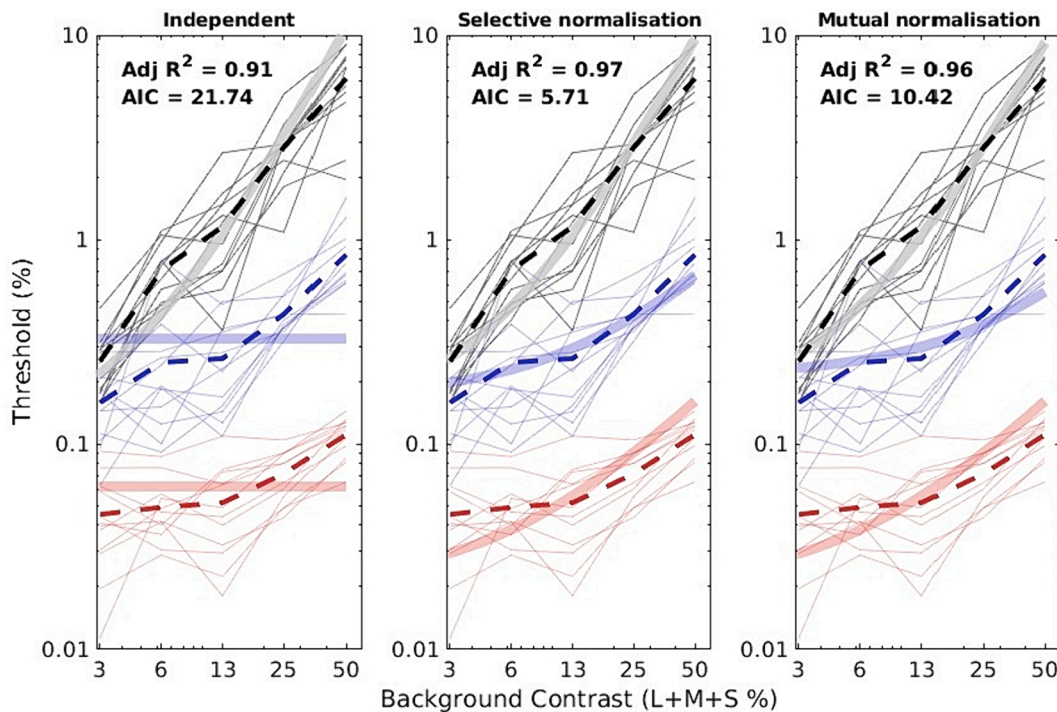 Independent
Selective normalisation
Mutual normalisation
Adj R² = 0.91
AIC = 21.74
Adj R² = 0.97
AIC = 5.71
Adj R² = 0.96
AIC = 10.42
Threshold (%)
10
1
0.1
0.01
3 6 13 25 50
10
1
0.1
0.01
3 6 13 25 50
10
1
0.1
0.01
3 6 13 25 50
Background Contrast (L+M+S %)